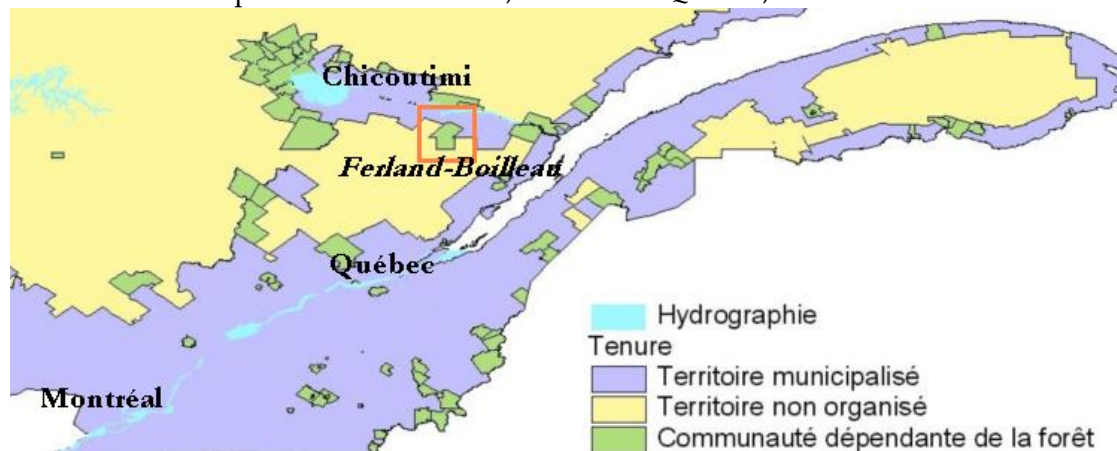 Chicoutimi
Ferland-Boilleau
Québec
Montréal
Hydrographie
Tenure
Territoire municipalisé
Territoire non organisé
Communauté dépendante de la forêt